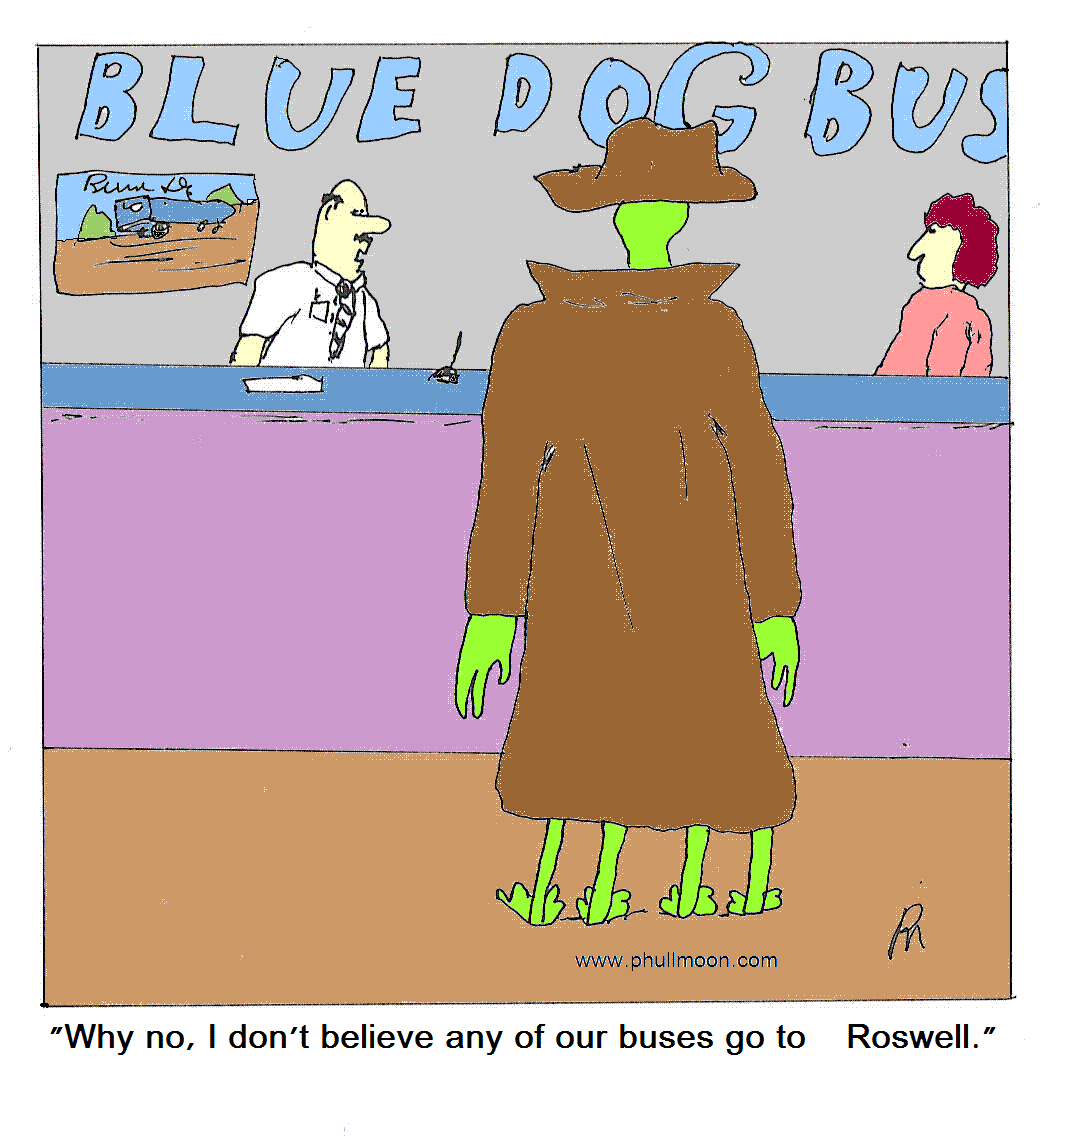 BLUE DOG BUS
www.phullmoon.com
"Why no, I don't believe any of our buses go to Roswell."